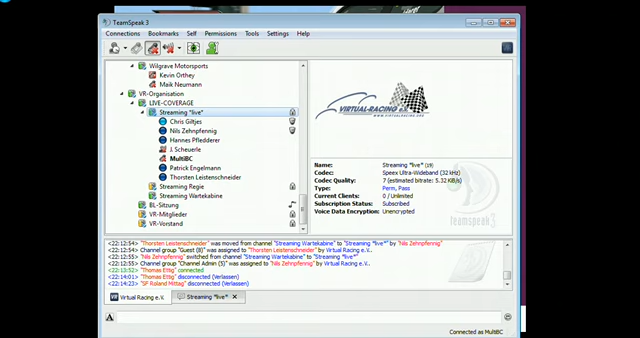 TeamSpeak 3
Connections Bookmarks Self Permissions Tools Settings Help
Wilgrave Motorsports
Kevin Orthey
Maik Neumann
VR-Organisation
LIVE-COVERAGE
Streaming *live*
Chris Giltjes
Nils Zehnpfennig
Hannes Pfledderer
J. Scheuerle
MultiBC
Patrick Engelmann
Thorsten Leistenschneider
Streaming Regie
Streaming Wartekabine
BL-Sitzung
VR-Mitglieder
VR-Vorstand
VIRTUAL-RACING e.V.
WWW.VIRTUALRACING.ORG
Name: Streaming *live*
Codec: Speex Ultra-Wideband (32 kHz)
Codec Quality: 7 (estimated bitrate: 5.32 KiB/s)
Type: Perm, Pass
Current Clients: 0 / Unlimited
Subscription Status: Subscribed
Voice Data Encryption: Unencrypted
teamspeak3
<22:12:54> "Thorsten Leistenschneider" was moved from channel "Streaming Wartekabine" to "Streaming *live*" by "Nils Zehnpfennig"
<22:12:54> Channel group "Guest (8)" was assigned to "Thorsten Leistenschneider" by Virtual Racing e.V..
<22:12:55> "Nils Zehnpfennig" switched from channel "Streaming Wartekabine" to "Streaming *live*"
<22:12:55> Channel group "Channel Admin (5)" was assigned to "Nils Zehnpfennig" by Virtual Racing e.V..
<22:13:52> "Thomas Ettig" connected
<22:14:01> "Thomas Ettig" disconnected (Verlassen)
<22:14:23> "SF Roland Mittag" disconnected (Verlassen)
Virtual Racing e.V. Streaming *live*
Connected as MultiBC